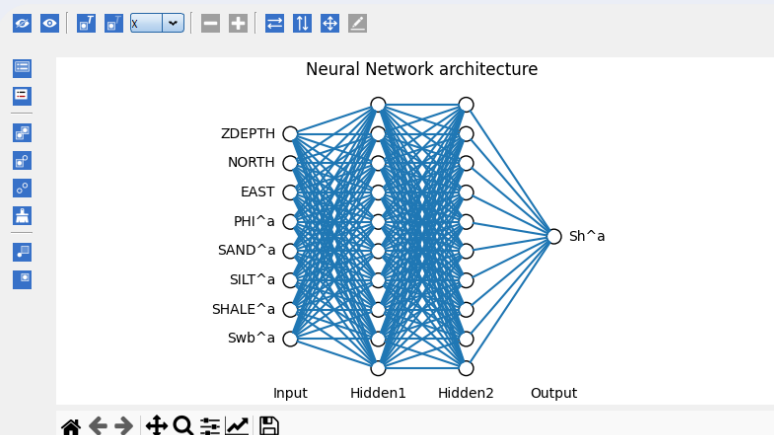 x
Neural Network architecture
ZDEPTH
NORTH
EAST
PHI^a
SAND^a
SILT^a
SHALE^a
Swb^a
Sh^a
Input Hidden1 Hidden2 Output